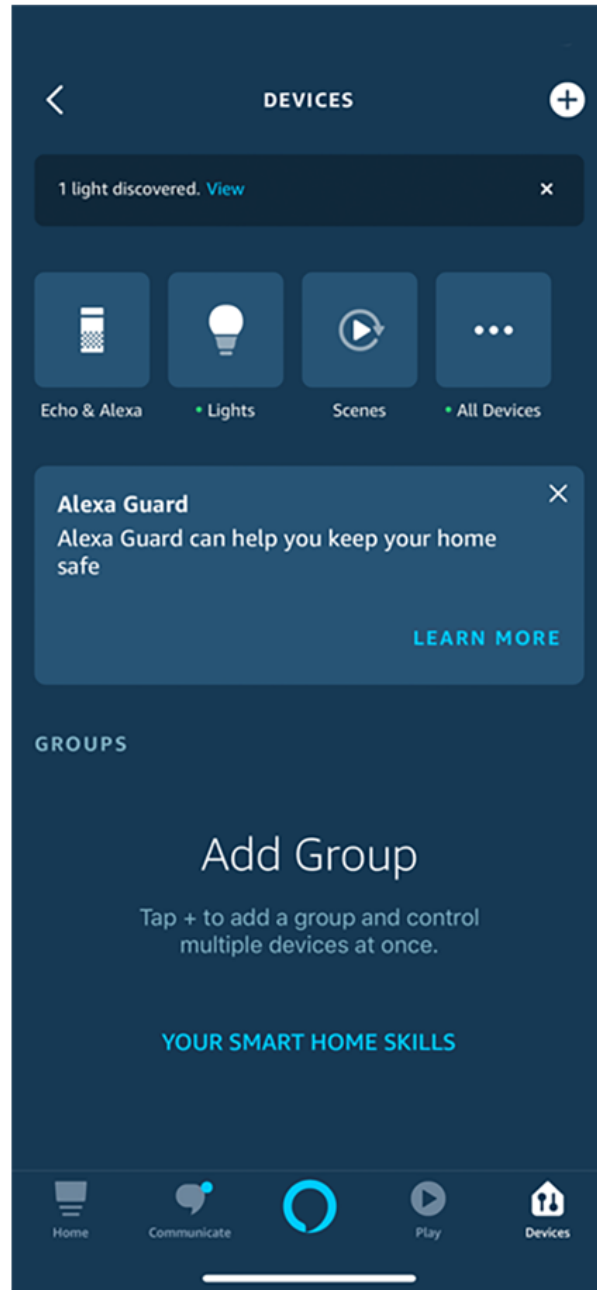 DEVICES
1 light discovered. View
Echo & Alexa
Lights
Scenes
All Devices
Alexa Guard
Alexa Guard can help you keep your home
safe
LEARN MORE
GROUPS
Add Group
Tap + to add a group and control
multiple devices at once.
YOUR SMART HOME SKILLS
Home
Communicate
Play
Devices